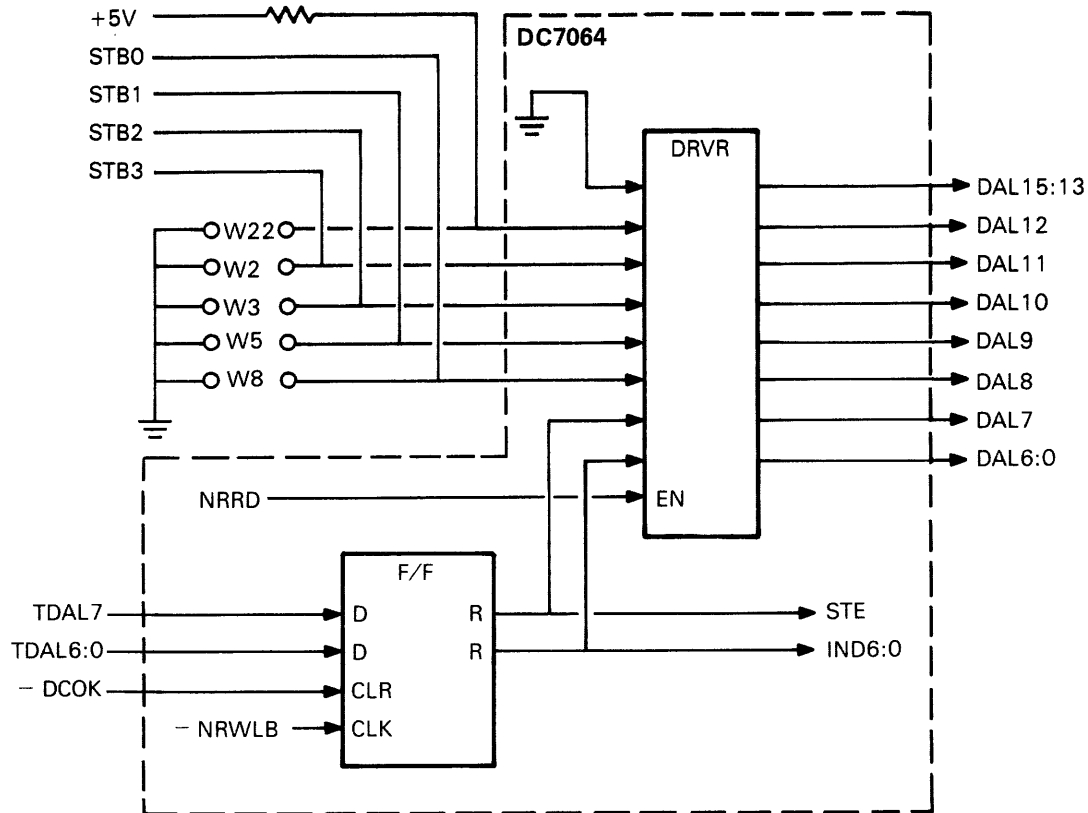 +5V
STB0
STB1
STB2
STB3
W22
W2
W3
W5
W8
DC7064
DRVR
EN
DAL15:13
DAL12
DAL11
DAL10
DAL9
DAL8
DAL7
DAL6:0
NRRD
F/F
TDAL7
TDAL6:0
– DCOK
– NRWLB
D
D
CLR
CLK
R
R
STE
IND6:0